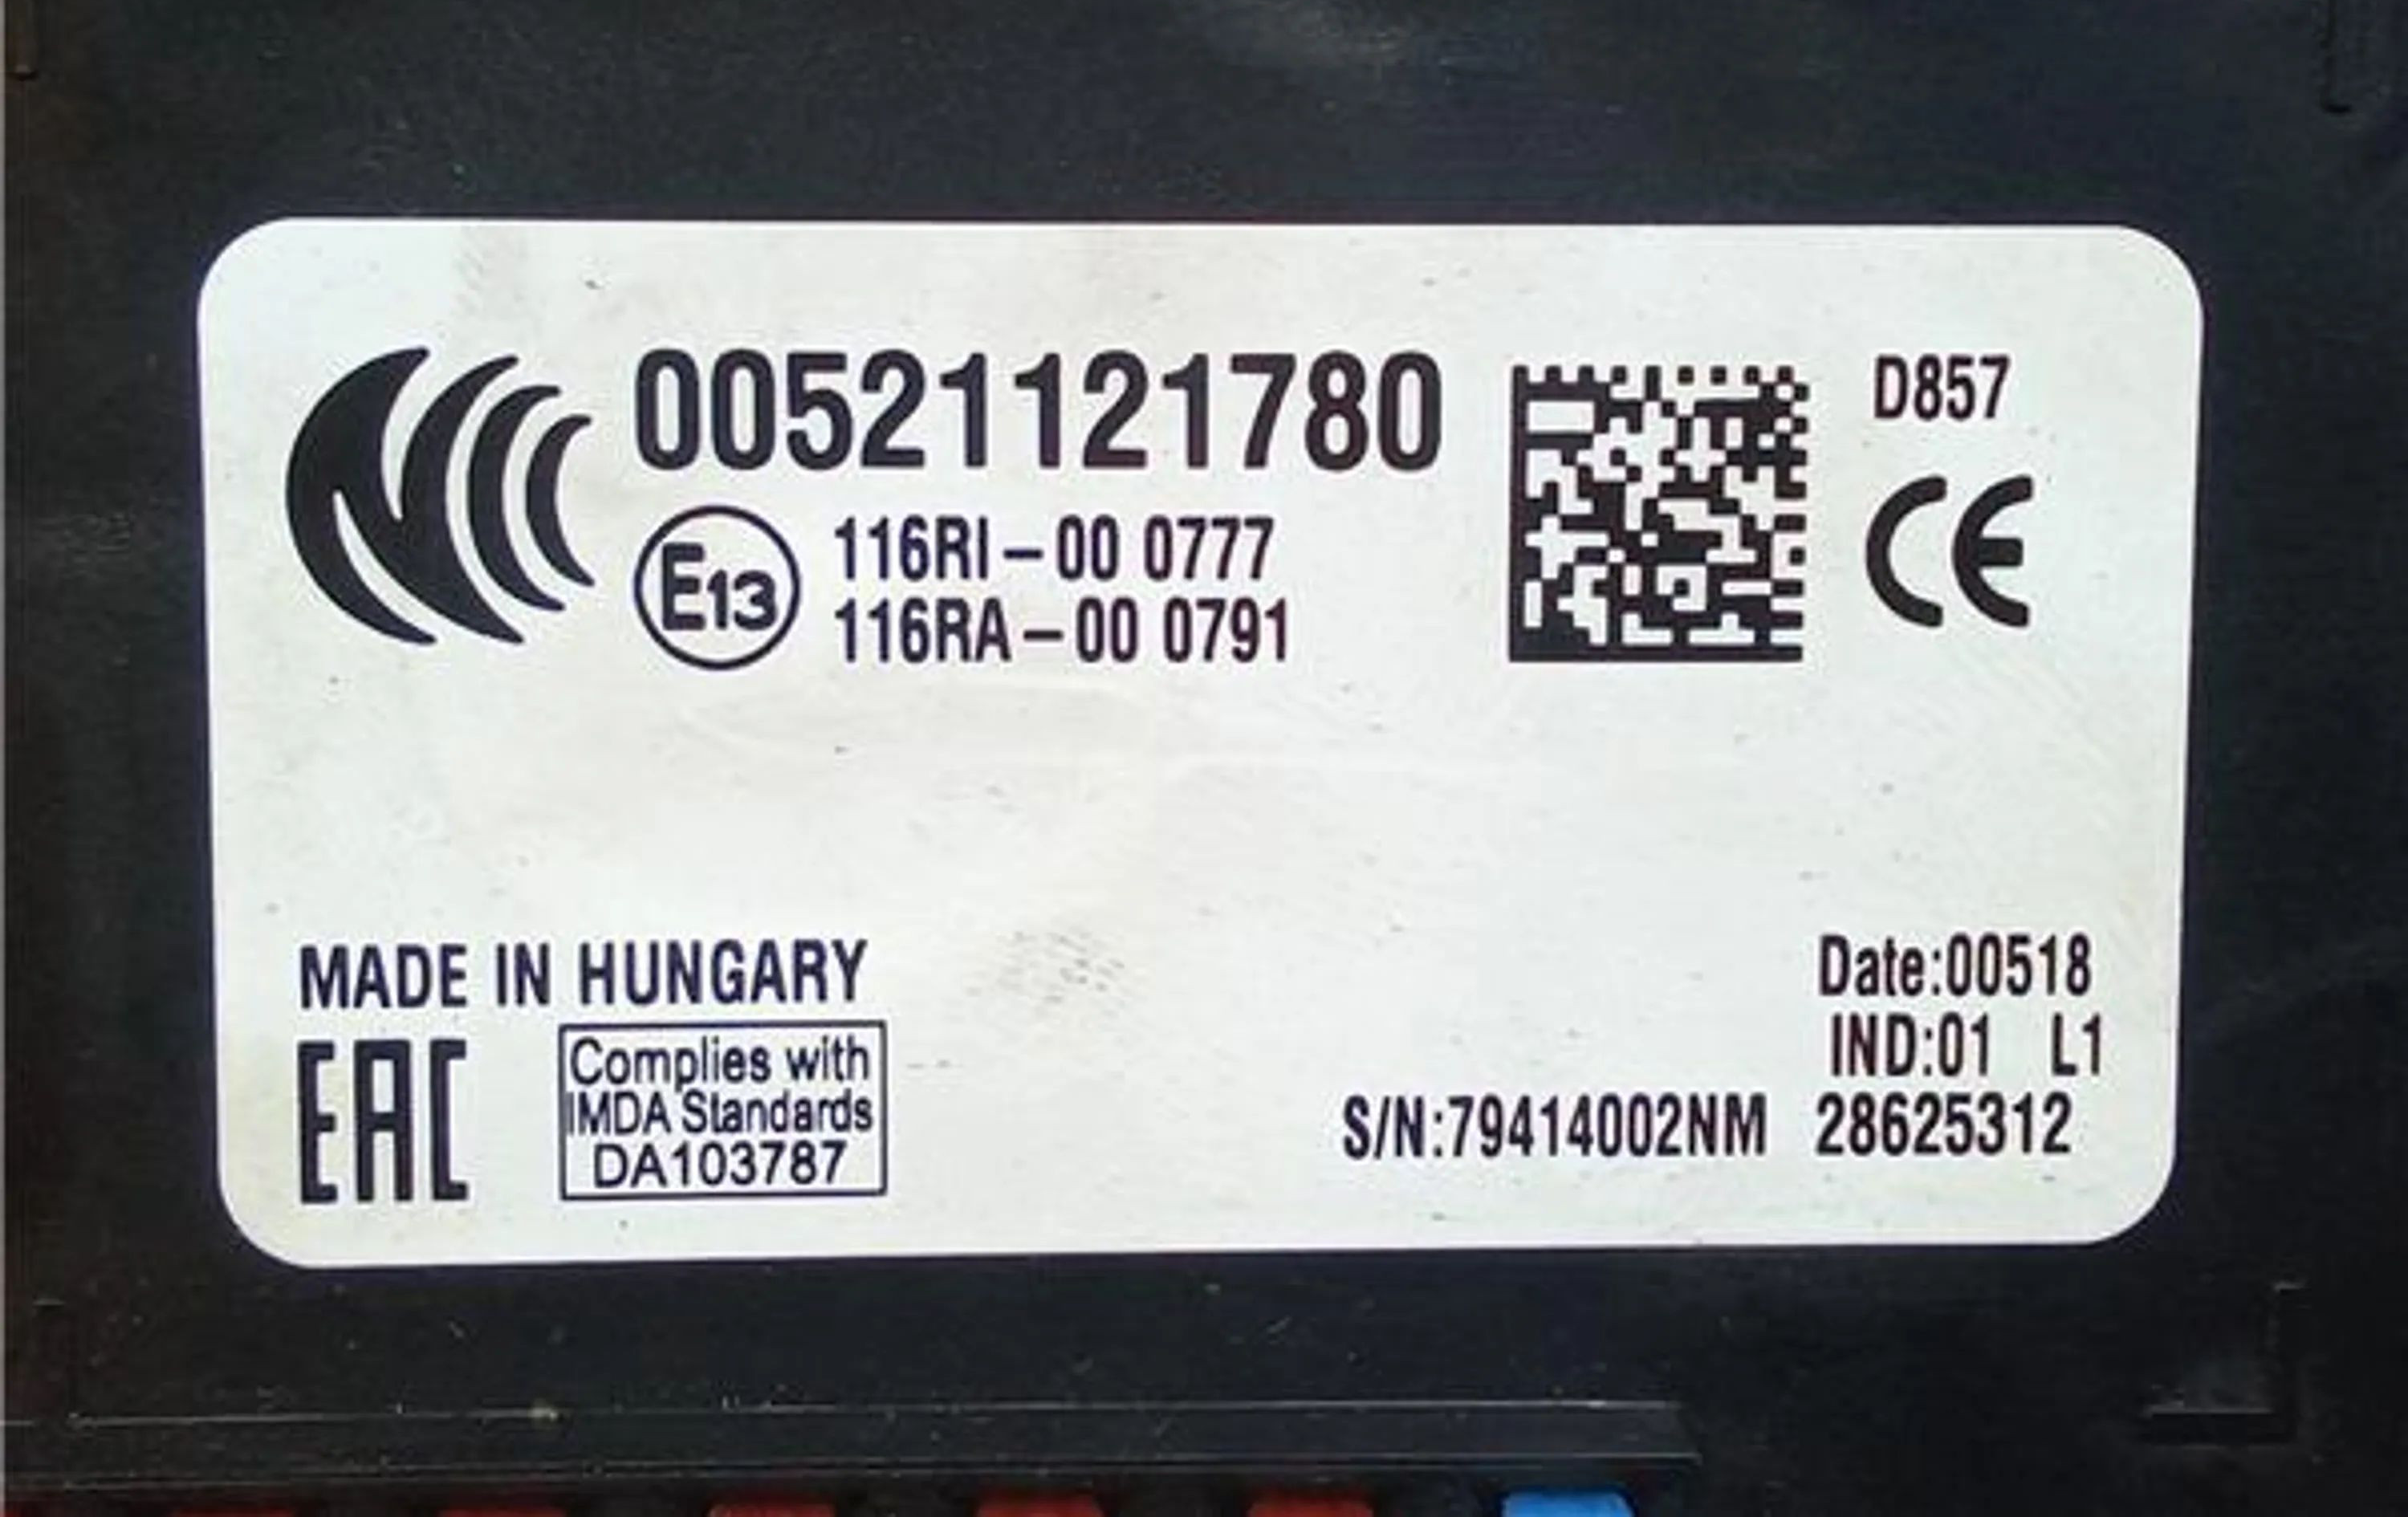 00521121780
D857
CE
E13
116RI-00 0777
116RA-00 0791
MADE IN HUNGARY
EAC
Complies with
IMDA Standards
DA103787
Date:00518
IND:01 L1
S/N:79414002NM 28625312